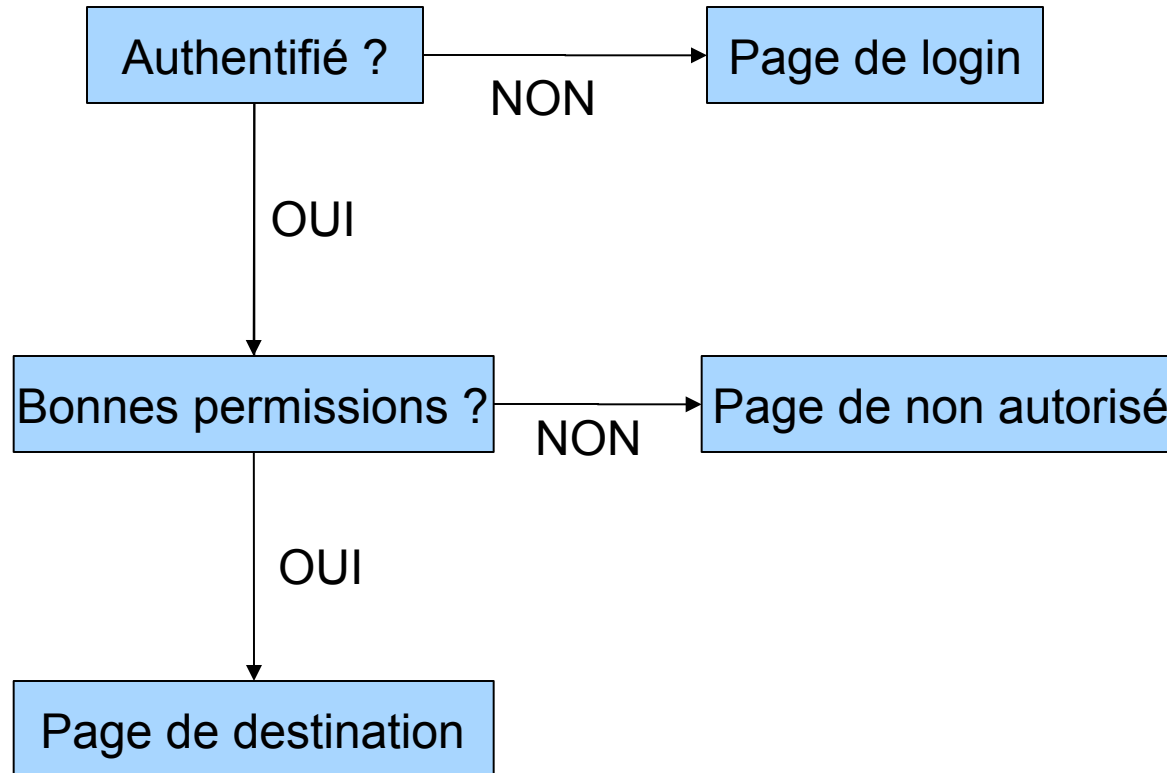 Authentifié ?
NON
Page de login
OUI
Bonnes permissions ?
NON
Page de non autorisé
OUI
Page de destination